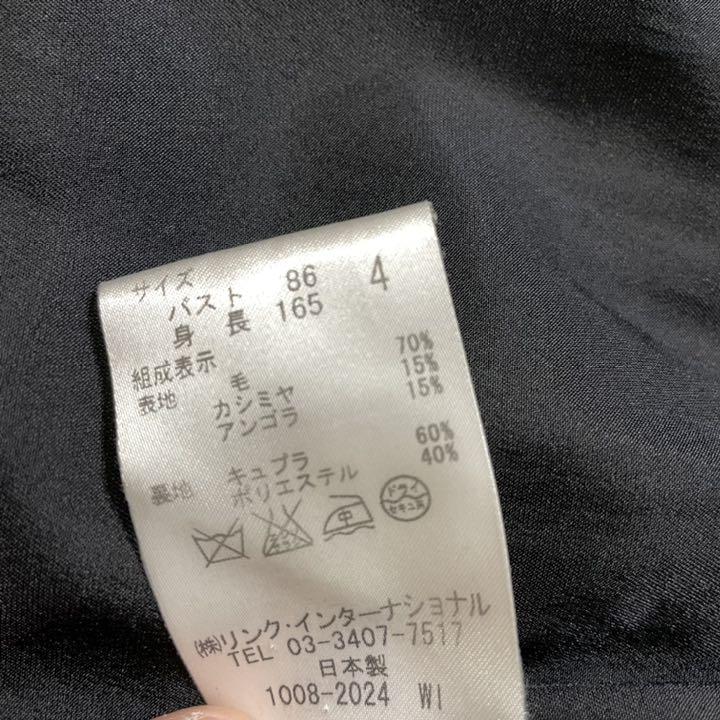 サイズ 4
バスト 86
身長 165
組成表示
表地 毛 70%
カシミヤ 15%
アンゴラ 15%
裏地 キュプラ 60%
ポリエステル 40%
中 ドライ セキユ系
(株)リンク・インターナショナル
TEL 03-3407-7517
日本製
1008-2024 WI